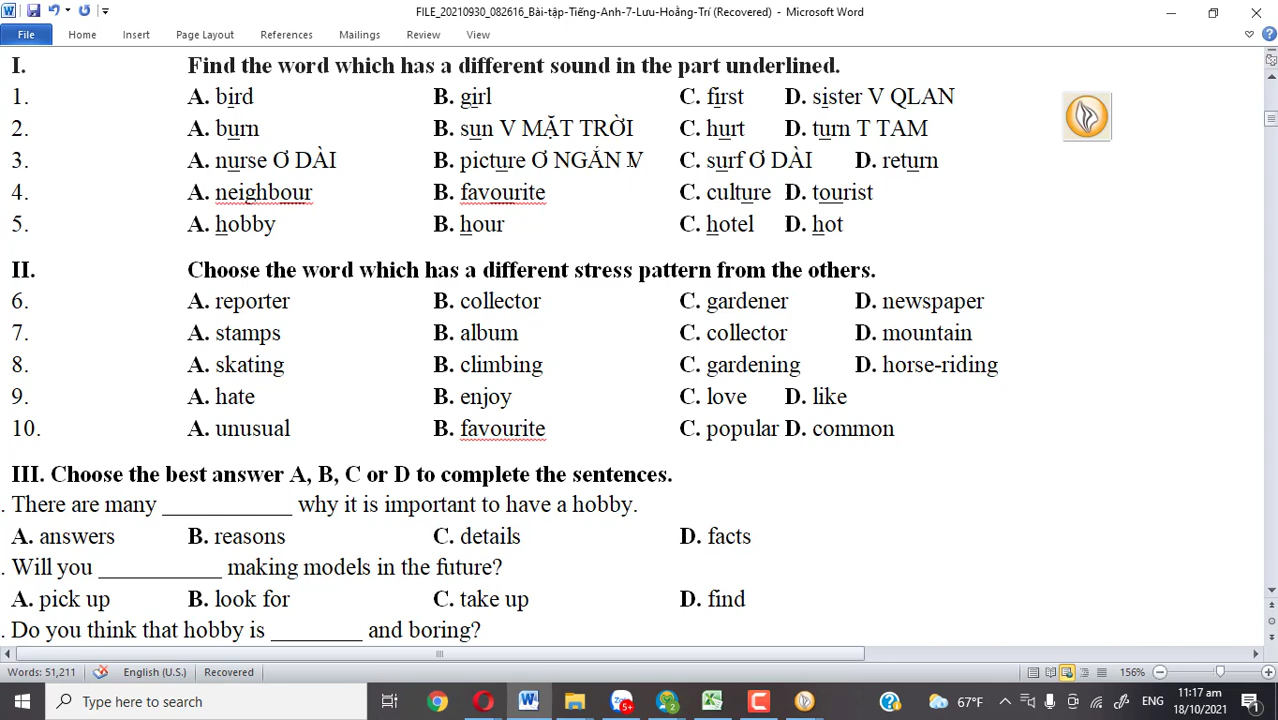 FILE_20210930_082616_Bài-tập-Tiếng-Anh-7-Lưu-Hoằng-Trí (Recovered) - Microsoft Word
File Home Insert Page Layout References Mailings Review View
I. Find the word which has a different sound in the part underlined.
1. A. bird B. girl C. first D. sister V QLAN
2. A. burn B. sun V MẶT TRỜI C. hurt D. turn T TAM
3. A. nurse Ơ DÀI B. picture Ơ NGẮN V C. surf Ơ DÀI D. return
4. A. neighbour B. favourite C. culture D. tourist
5. A. hobby B. hour C. hotel D. hot
II. Choose the word which has a different stress pattern from the others.
6. A. reporter B. collector C. gardener D. newspaper
7. A. stamps B. album C. collector D. mountain
8. A. skating B. climbing C. gardening D. horse-riding
9. A. hate B. enjoy C. love D. like
10. A. unusual B. favourite C. popular D. common
III. Choose the best answer A, B, C or D to complete the sentences.
. There are many ____________ why it is important to have a hobby.
A. answers B. reasons C. details D. facts
. Will you ___________ making models in the future?
A. pick up B. look for C. take up D. find
. Do you think that hobby is ________ and boring?
Words: 51,211 English (U.S.) Recovered 156%
Type here to search 5+ 2 67°F ENG 11:17 am
18/10/2021 1